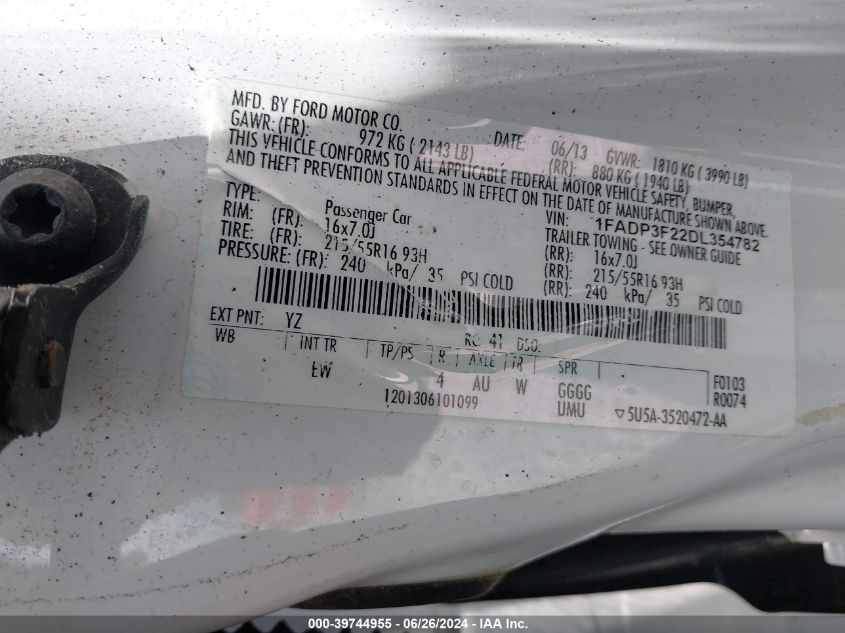 MFD. BY FORD MOTOR CO.
DATE: 06/13 GVWR: 1810 KG ( 3990 LB)
GAWR: (FR): 972 KG ( 2143 LB) (RR): 880 KG ( 1940 LB)
THIS VEHICLE CONFORMS TO ALL APPLICABLE FEDERAL MOTOR VEHICLE SAFETY, BUMPER,
AND THEFT PREVENTION STANDARDS IN EFFECT ON THE DATE OF MANUFACTURE SHOWN ABOVE.
VIN: 1FADP3F22DL354782
TYPE: Passenger Car TRAILER TOWING - SEE OWNER GUIDE
RIM: (FR): 16x7.0J (RR): 16x7.0J
TIRE: (FR): 215/55R16 93H (RR): 215/55R16 93H
PRESSURE: (FR): 240 kPa/ 35 PSI COLD (RR): 240 kPa/ 35 PSI COLD
EXT PNT: YZ RC: 41 DSO:
WB INT TR TP/PS R AXLE TR SPR
EW 4 AU W GGGG F0103
1201306101099 UMU R0074
▽5U5A-3520472-AA
CONSOLE -39744955 - 06/26/2024 - IAA Inc.